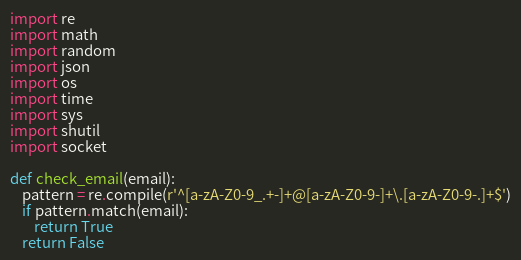 import re
import math
import random
import json
import os
import time
import sys
import shutil
import socket

def check_email(email):
    pattern = re.compile(r'^[a-zA-Z0-9_.+-]+@[a-zA-Z0-9-]+\.[a-zA-Z0-9-.]+$')
    if pattern.match(email):
        return True
    return False